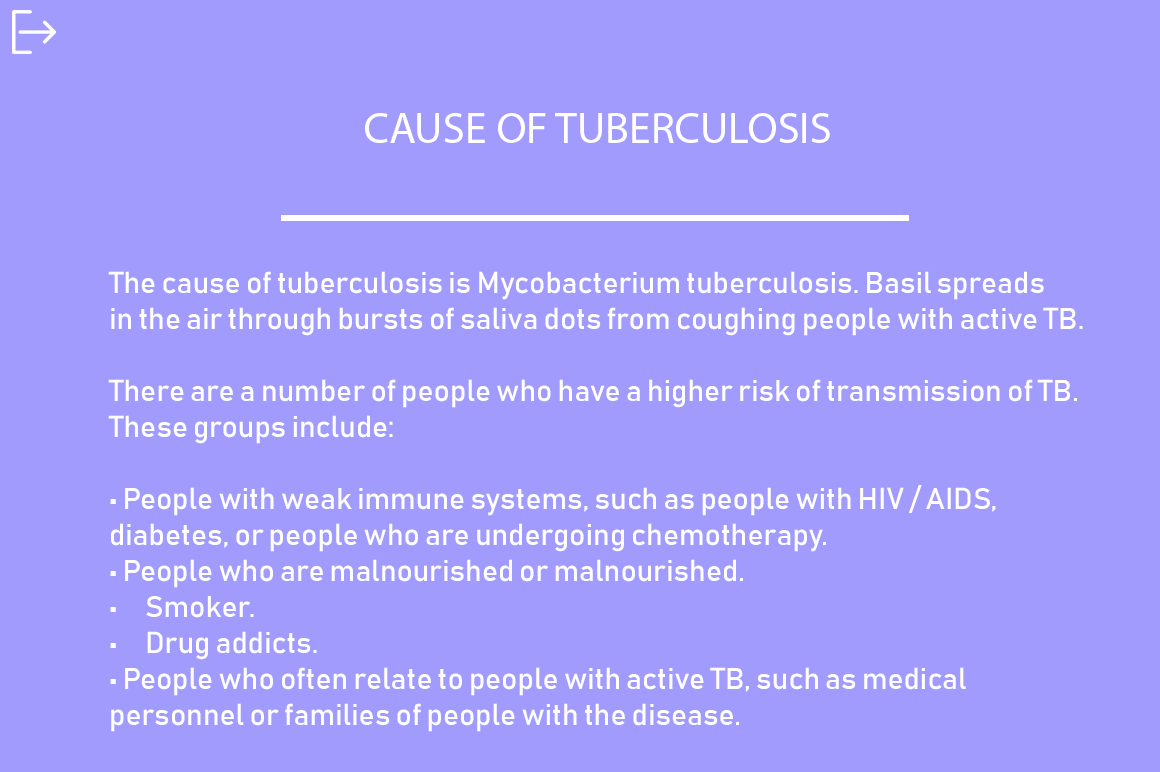 CAUSE OF TUBERCULOSIS
The cause of tuberculosis is Mycobacterium tuberculosis. Basil spreads
in the air through bursts of saliva dots from coughing people with active TB.
There are a number of people who have a higher risk of transmission of TB.
These groups include:
▪ People with weak immune systems, such as people with HIV / AIDS,
diabetes, or people who are undergoing chemotherapy.
▪ People who are malnourished or malnourished.
▪ Smoker.
▪ Drug addicts.
▪ People who often relate to people with active TB, such as medical
personnel or families of people with the disease.